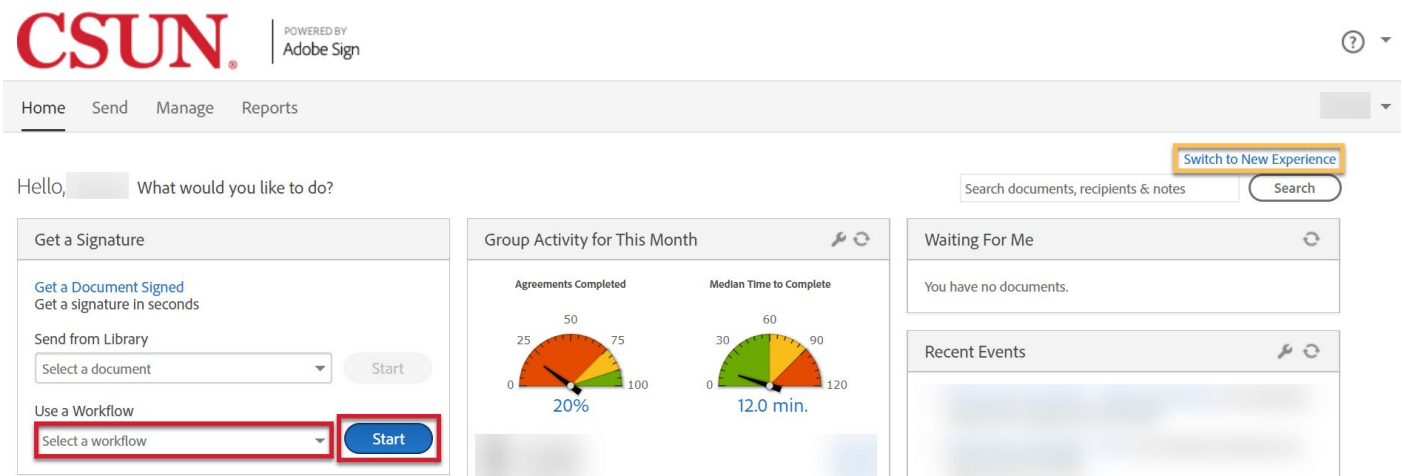 CSUN®
POWERED BY
Adobe Sign
?
Home Send Manage Reports
Switch to New Experience
Hello, What would you like to do?
Search documents, recipients & notes Search
Get a Signature
Get a Document Signed
Get a signature in seconds
Send from Library
Select a document Start
Use a Workflow
Select a workflow Start
Group Activity for This Month
Agreements Completed Median Time to Complete
50 60
25 75 30 90
0 100 0 120
20% 12.0 min.
Waiting For Me
You have no documents.
Recent Events